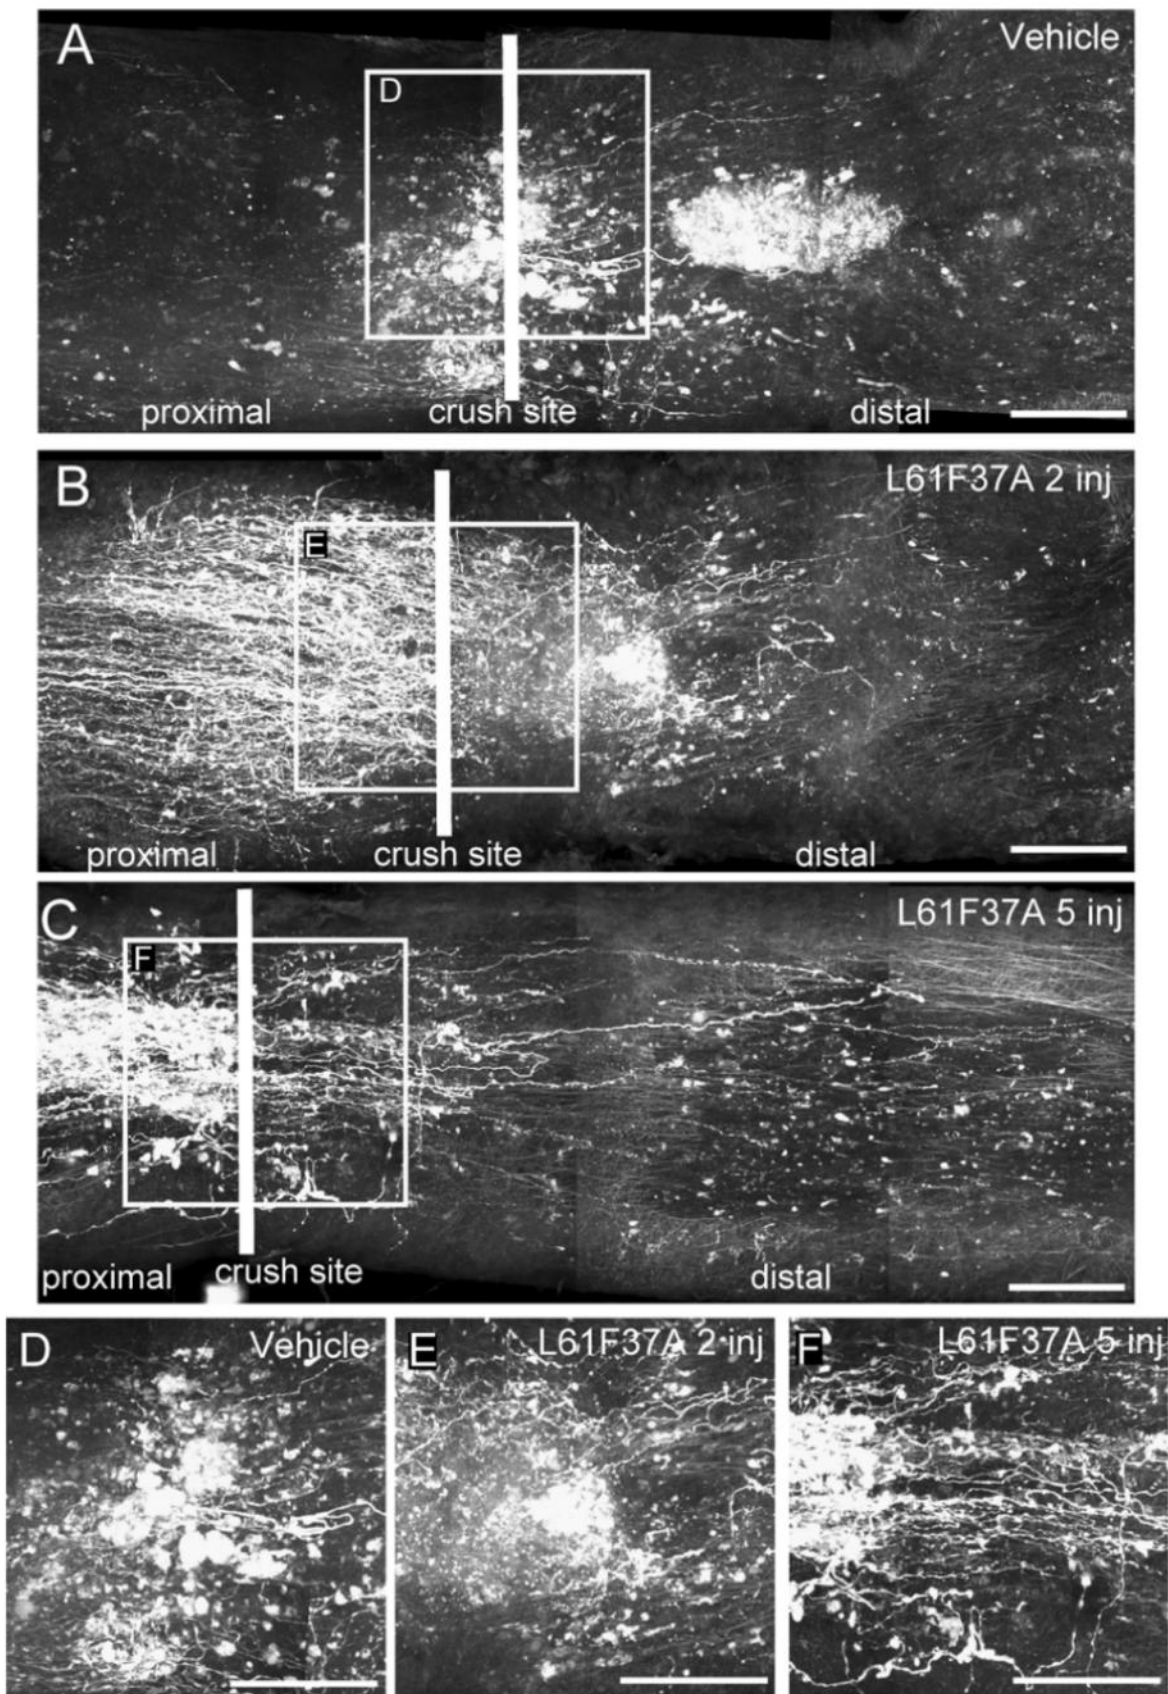 A
Vehicle
D
proximal
crush site
distal
B
L61F37A 2 inj
E
proximal
crush site
distal
C
L61F37A 5 inj
F
proximal
crush site
distal
D
Vehicle
E
L61F37A 2 inj
F
L61F37A 5 inj